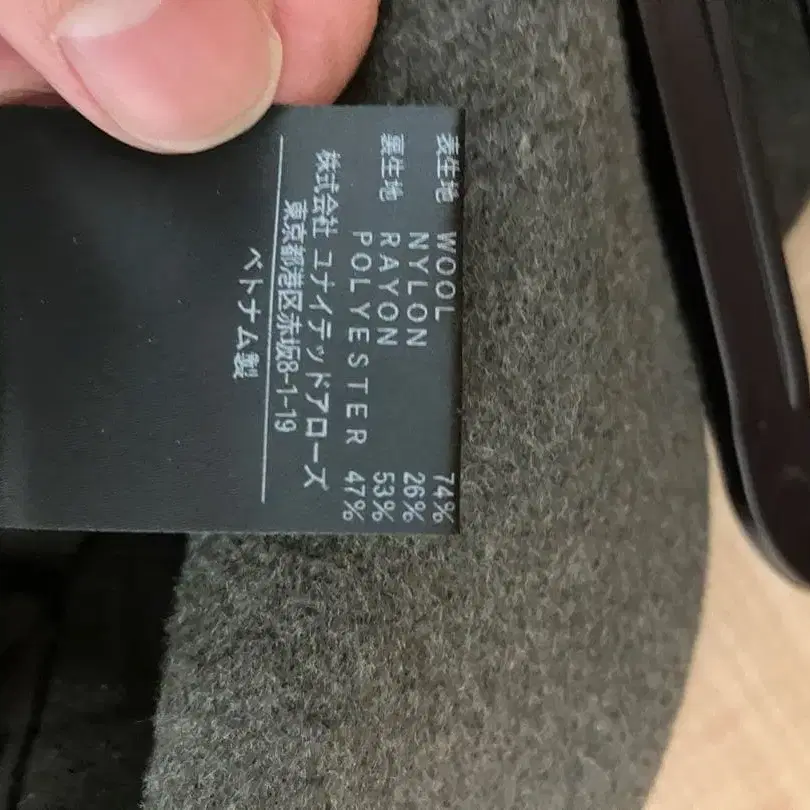 表生地 WOOL 74%
NYLON 26%
裏生地 RAYON 53%
POLYESTER 47%
株式会社 ユナイテッドアローズ
東京都港区赤坂8-1-19
ベトナム製